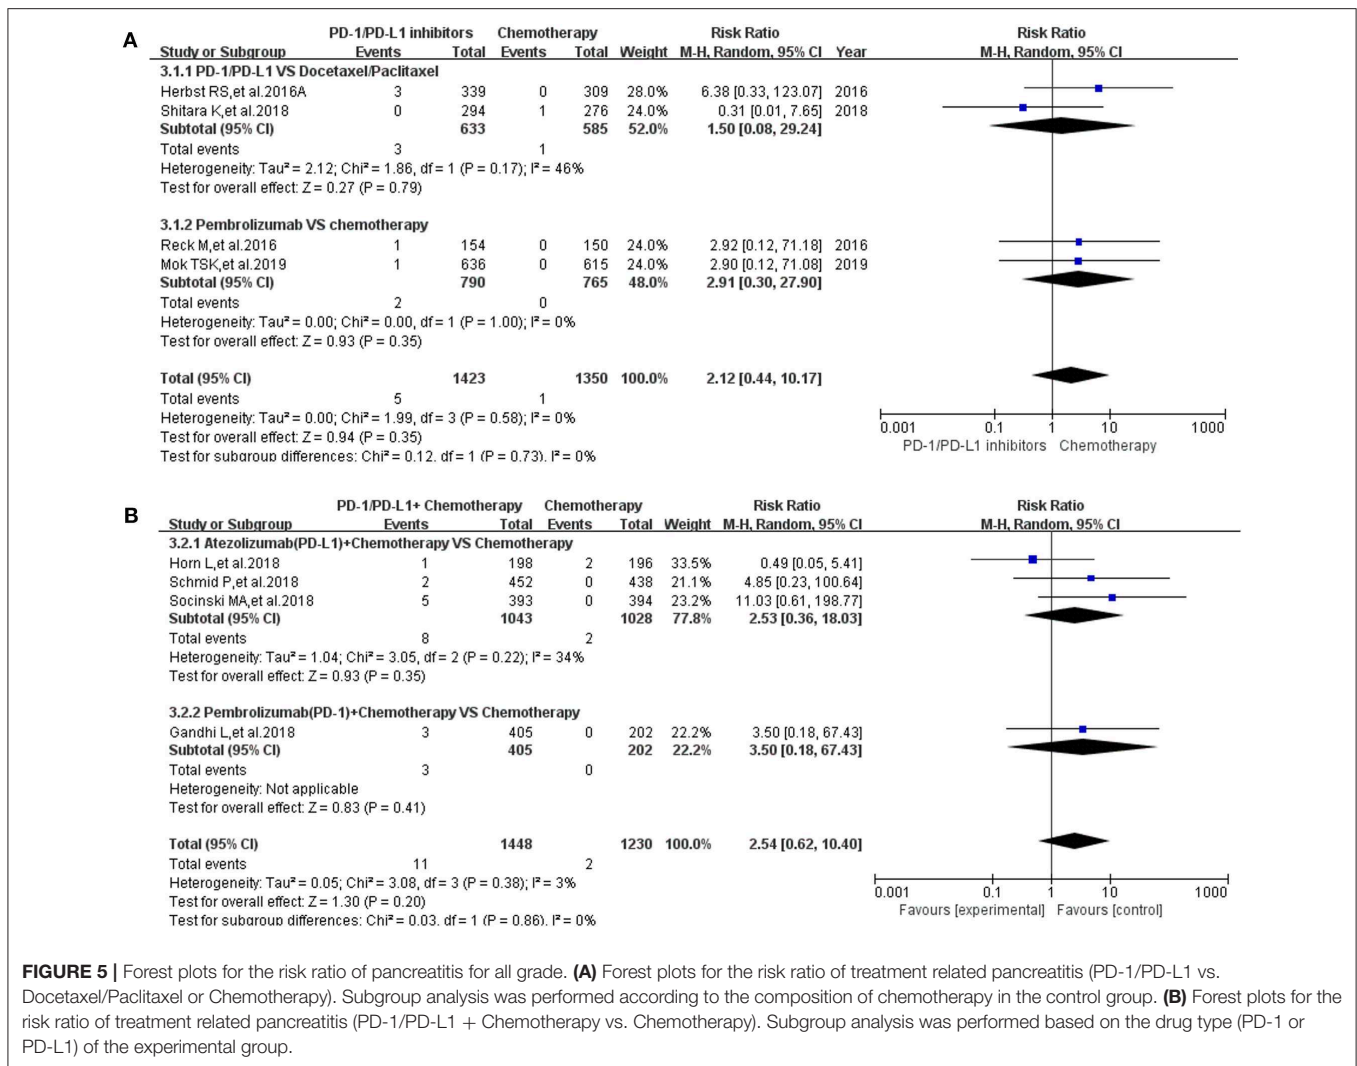 A
PD-1/PD-L1 inhibitors Chemotherapy Risk Ratio Risk Ratio
Study or Subgroup Events Total Events Total Weight M-H, Random, 95% CI Year M-H, Random, 95% CI
3.1.1 PD-1/PD-L1 VS Docetaxel/Paclitaxel
Herbst RS,et al.2016A 3 339 0 309 28.0% 6.38 [0.33, 123.07] 2016
Shitara K,et al.2018 0 294 1 276 24.0% 0.31 [0.01, 7.65] 2018
Subtotal (95% CI) 633 585 52.0% 1.50 [0.08, 29.24]
Total events 3 1
Heterogeneity: Tau² = 2.12; Chi² = 1.86, df = 1 (P = 0.17); I² = 46%
Test for overall effect: Z = 0.27 (P = 0.79)
3.1.2 Pembrolizumab VS chemotherapy
Reck M,et al.2016 1 154 0 150 24.0% 2.92 [0.12, 71.18] 2016
Mok TSK,et al.2019 1 636 0 615 24.0% 2.90 [0.12, 71.08] 2019
Subtotal (95% CI) 790 765 48.0% 2.91 [0.30, 27.90]
Total events 2 0
Heterogeneity: Tau² = 0.00; Chi² = 0.00, df = 1 (P = 1.00); I² = 0%
Test for overall effect: Z = 0.93 (P = 0.35)
Total (95% CI) 1423 1350 100.0% 2.12 [0.44, 10.17]
Total events 5 1
Heterogeneity: Tau² = 0.00; Chi² = 1.99, df = 3 (P = 0.58); I² = 0%
Test for overall effect: Z = 0.94 (P = 0.35)
Test for subgroup differences: Chi² = 0.12, df = 1 (P = 0.73), I² = 0%
0.001 0.1 1 10 1000
PD-1/PD-L1 inhibitors Chemotherapy
B
PD-1/PD-L1+ Chemotherapy Chemotherapy Risk Ratio Risk Ratio
Study or Subgroup Events Total Events Total Weight M-H, Random, 95% CI M-H, Random, 95% CI
3.2.1 Atezolizumab(PD-L1)+Chemotherapy VS Chemotherapy
Horn L,et al.2018 1 198 2 196 33.5% 0.49 [0.05, 5.41]
Schmid P,et al.2018 2 452 0 438 21.1% 4.85 [0.23, 100.64]
Socinski MA,et al.2018 5 393 0 394 23.2% 11.03 [0.61, 198.77]
Subtotal (95% CI) 1043 1028 77.8% 2.53 [0.36, 18.03]
Total events 8 2
Heterogeneity: Tau² = 1.04; Chi² = 3.05, df = 2 (P = 0.22); I² = 34%
Test for overall effect: Z = 0.93 (P = 0.35)
3.2.2 Pembrolizumab(PD-1)+Chemotherapy VS Chemotherapy
Gandhi L,et al.2018 3 405 0 202 22.2% 3.50 [0.18, 67.43]
Subtotal (95% CI) 405 202 22.2% 3.50 [0.18, 67.43]
Total events 3 0
Heterogeneity: Not applicable
Test for overall effect: Z = 0.83 (P = 0.41)
Total (95% CI) 1448 1230 100.0% 2.54 [0.62, 10.40]
Total events 11 2
Heterogeneity: Tau² = 0.05; Chi² = 3.08, df = 3 (P = 0.38); I² = 3%
Test for overall effect: Z = 1.30 (P = 0.20)
Test for subgroup differences: Chi² = 0.03, df = 1 (P = 0.86), I² = 0%
0.001 0.1 1 10 1000
Favours [experimental] Favours [control]
FIGURE 5 | Forest plots for the risk ratio of pancreatitis for all grade. (A) Forest plots for the risk ratio of treatment related pancreatitis (PD-1/PD-L1 vs.
Docetaxel/Paclitaxel or Chemotherapy). Subgroup analysis was performed according to the composition of chemotherapy in the control group. (B) Forest plots for the
risk ratio of treatment related pancreatitis (PD-1/PD-L1 + Chemotherapy vs. Chemotherapy). Subgroup analysis was performed based on the drug type (PD-1 or
PD-L1) of the experimental group.